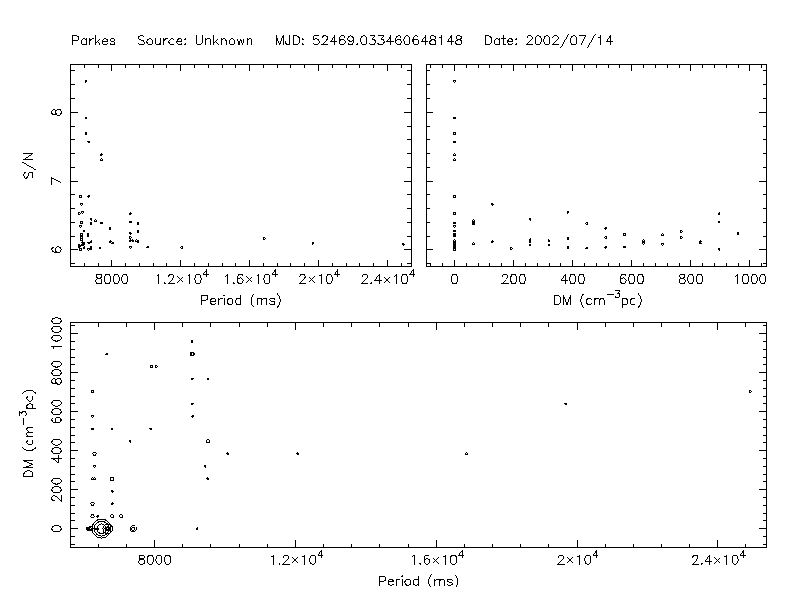 Parkes Source: Unknown MJD: 52469.033460648148 Date: 2002/07/14
S/N
8
7
6
8000 1.2×10⁴ 1.6×10⁴ 2×10⁴ 2.4×10⁴
Period (ms)
0 200 400 600 800 1000
DM (cm⁻³pc)
DM (cm⁻³pc)
1000
800
600
400
200
0
8000 1.2×10⁴ 1.6×10⁴ 2×10⁴ 2.4×10⁴
Period (ms)